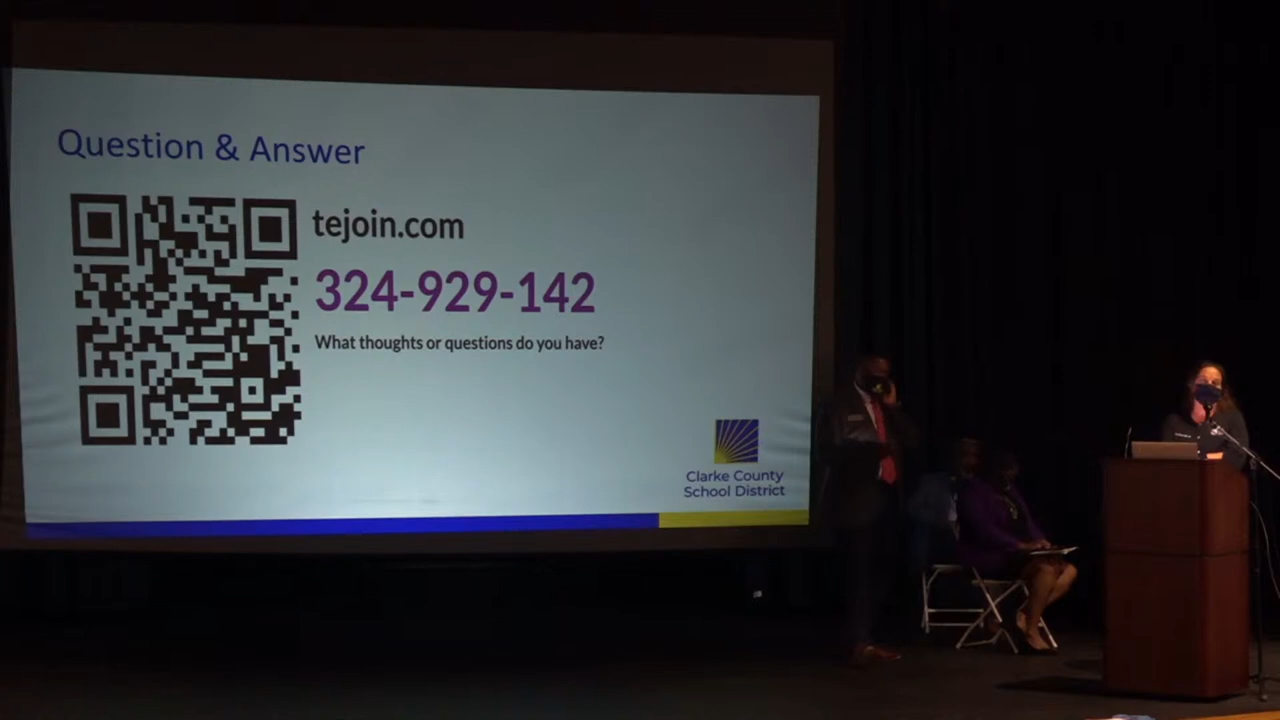 Question & Answer
tejoin.com
324-929-142
What thoughts or questions do you have?
Clarke County
School District